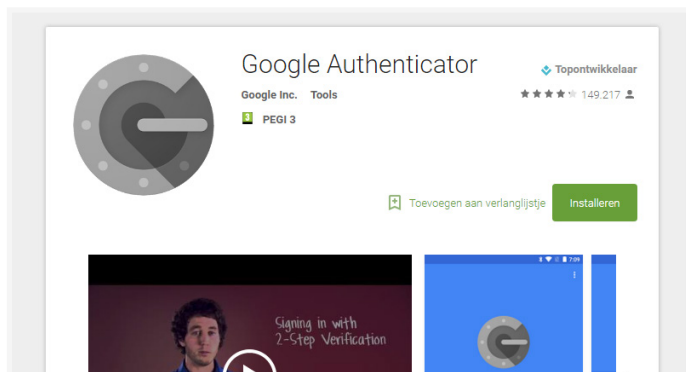 Google Authenticator
Topontwikkelaar
Google Inc. Tools
149.217
3 PEGI 3
Toevoegen aan verlanglijstje
Installeren
7:09
Signing in with
2-Step Verification